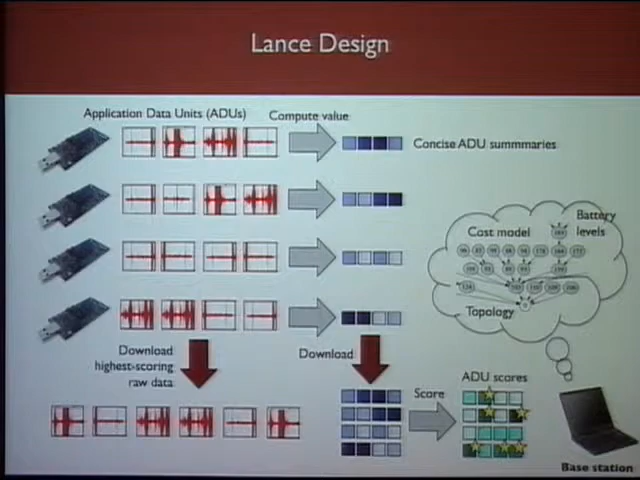 Lance Design
Application Data Units (ADUs)
Compute value
Concise ADU summmaries
Battery
levels
Cost model
Topology
Download
highest-scoring
raw data
Download
Score
ADU scores
Base station